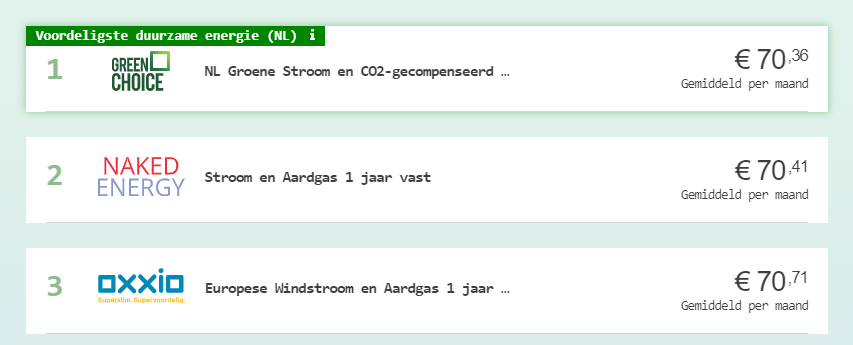 Voordeligste duurzame energie (NL) i
1
GREEN
CHOICE
NL Groene Stroom en CO2-gecompenseerd …
€ 70,36
Gemiddeld per maand
2
NAKED
ENERGY
Stroom en Aardgas 1 jaar vast
€ 70,41
Gemiddeld per maand
3
oxxio
Superslim. Supervoordelig.
Europese Windstroom en Aardgas 1 jaar …
€ 70,71
Gemiddeld per maand